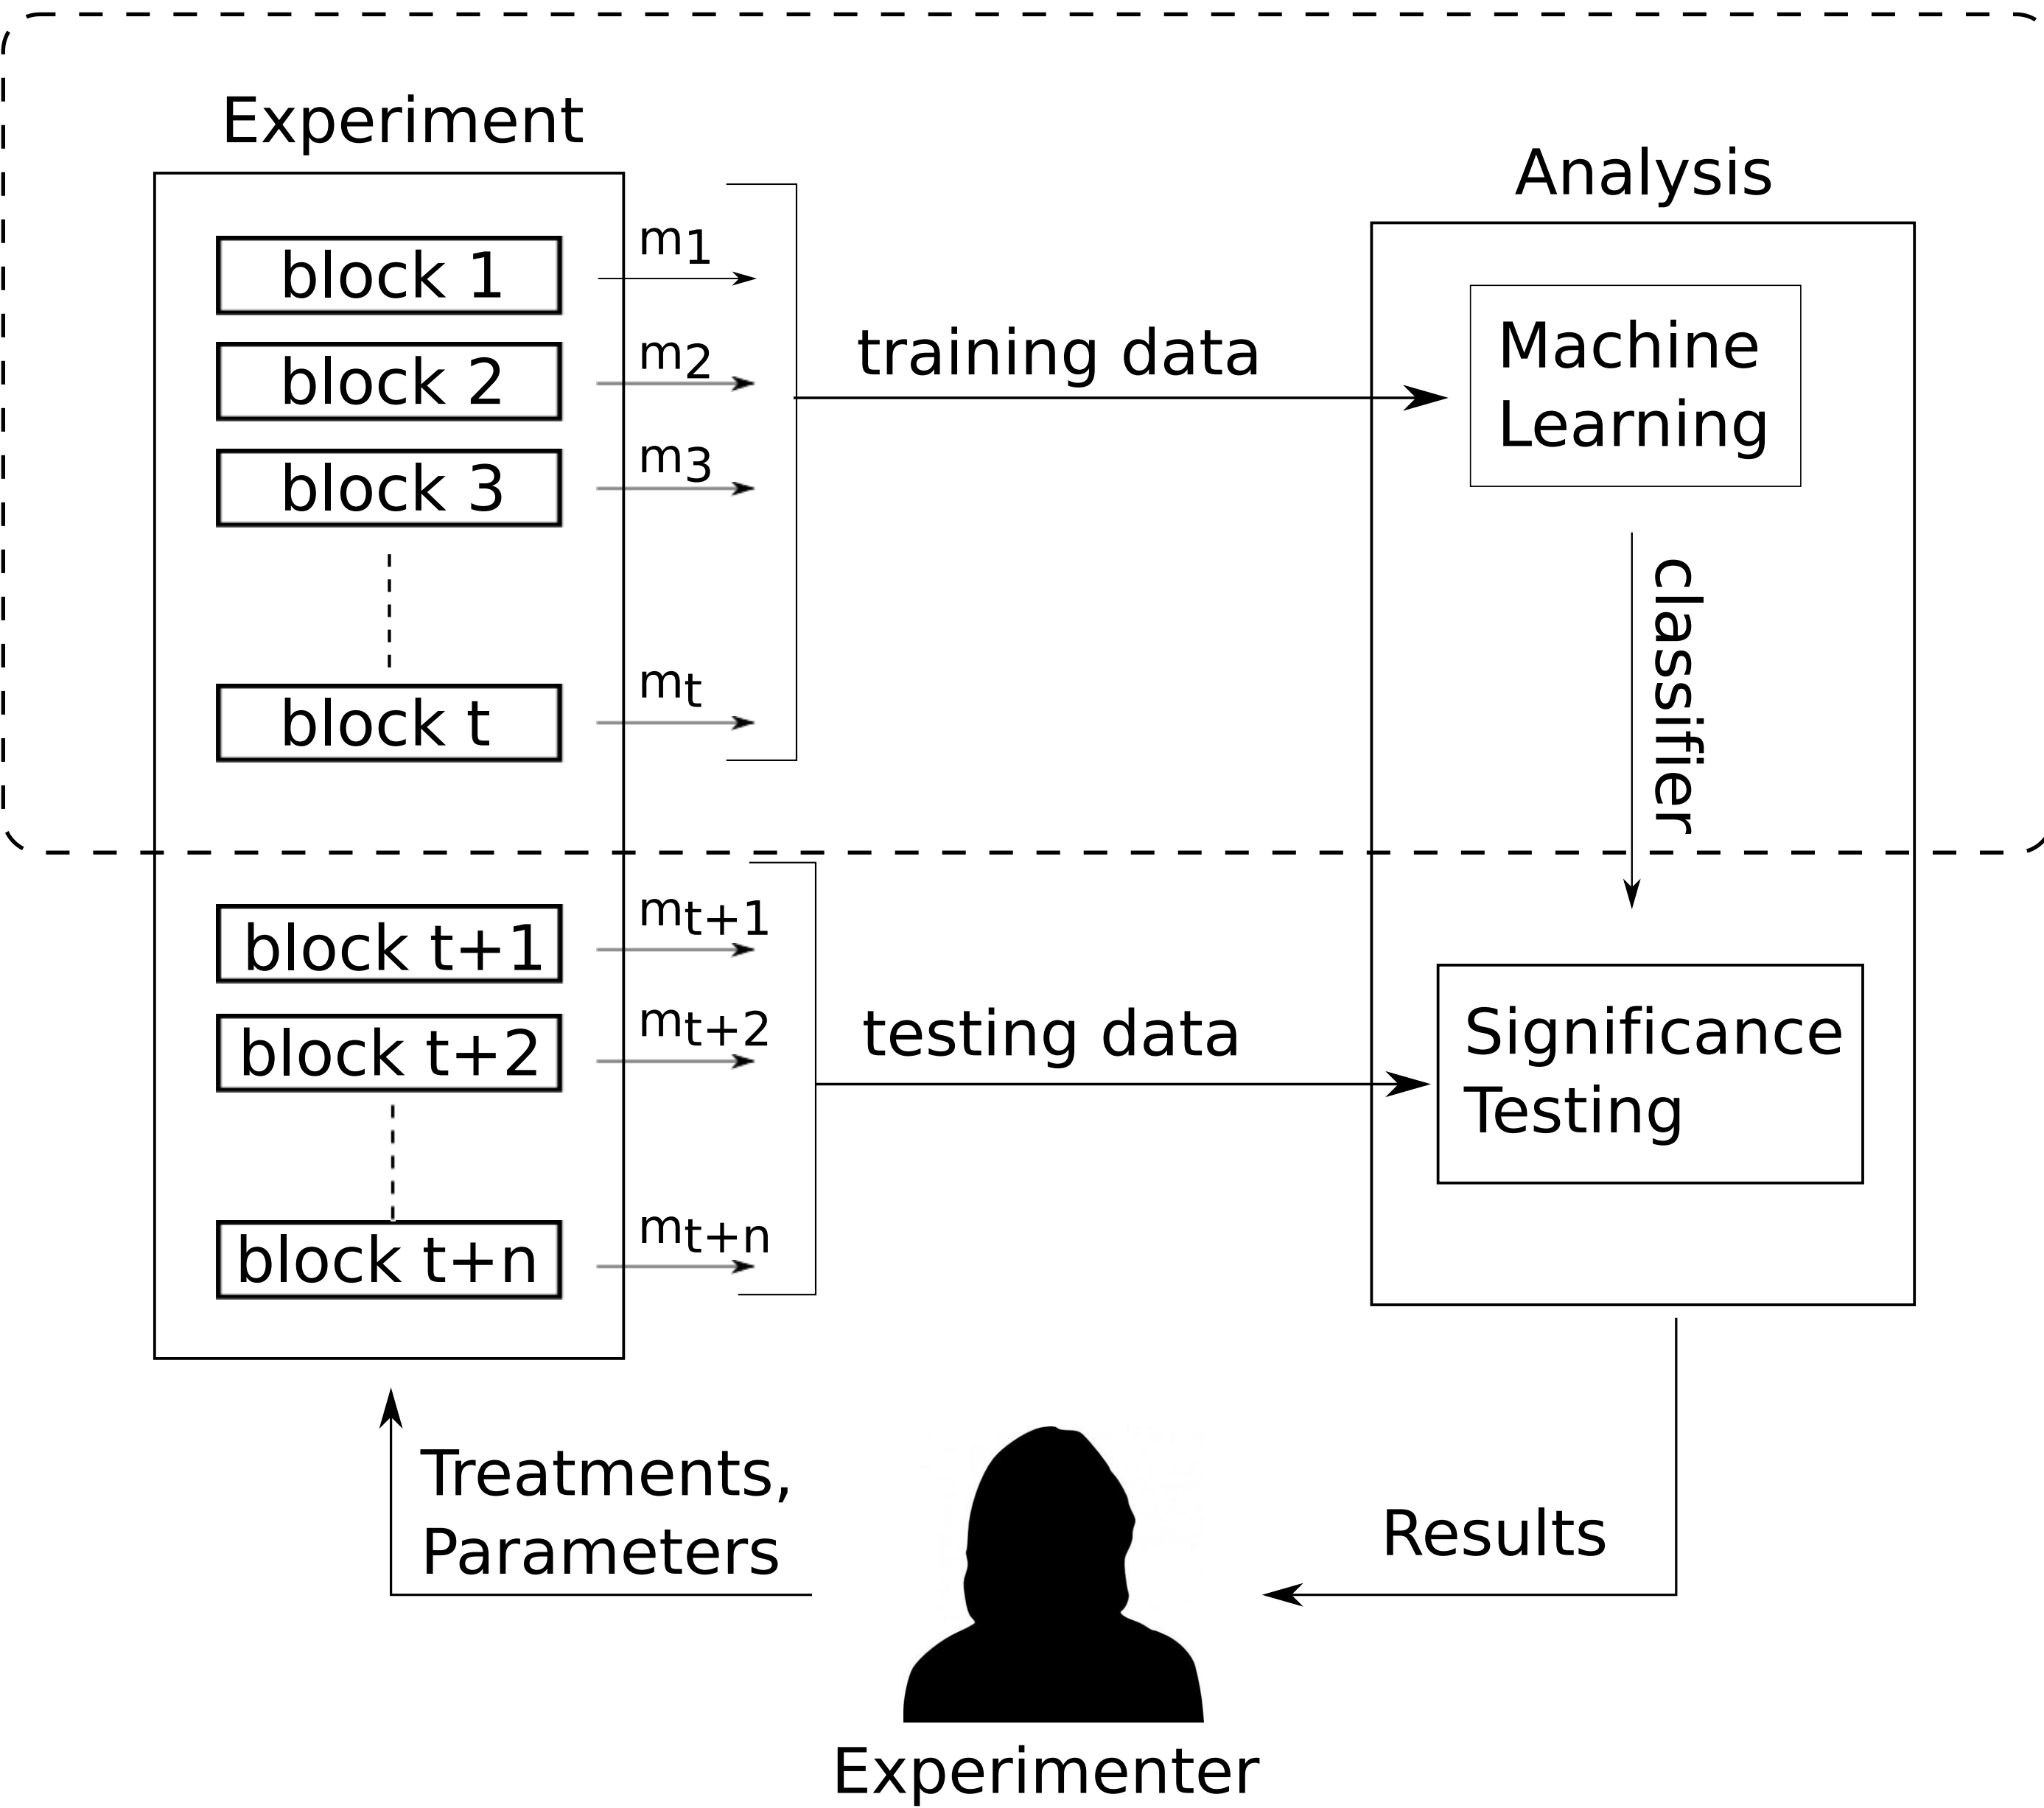 Experiment
block 1
m1
block 2
m2
block 3
m3
block t
mt
training data
Analysis
Machine
Learning
classifier
block t+1
mt+1
block t+2
mt+2
block t+n
mt+n
testing data
Significance
Testing
Treatments,
Parameters
Results
Experimenter